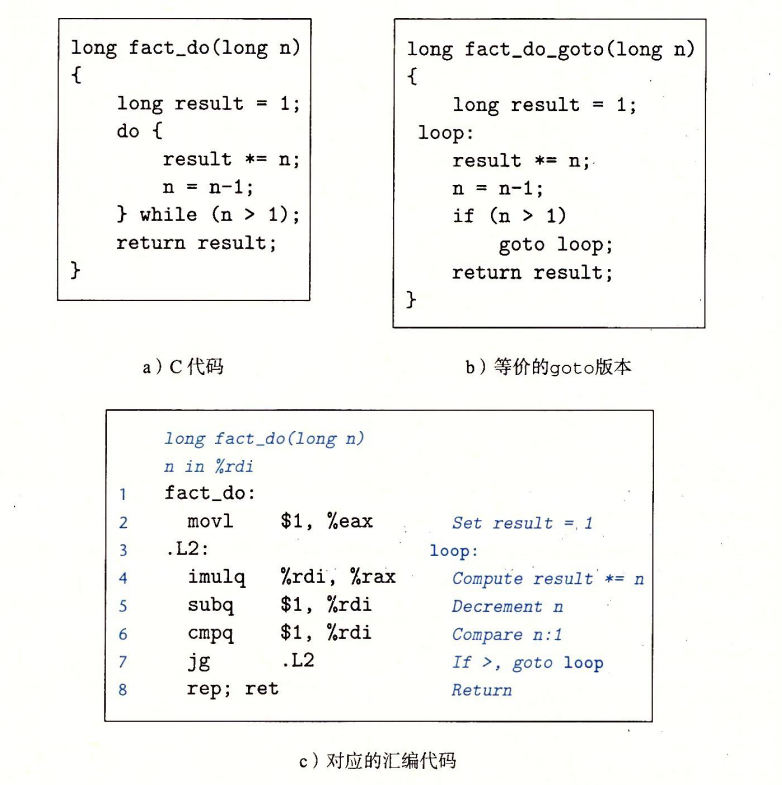 long fact_do(long n)
{
    long result = 1;
    do {
        result *= n;
        n = n-1;
    } while (n > 1);
    return result;
}
a）C 代码
long fact_do_goto(long n)
{
    long result = 1;
 loop:
    result *= n;
    n = n-1;
    if (n > 1)
        goto loop;
    return result;
}
b）等价的goto版本
long fact_do(long n)
n in %rdi
1 fact_do:
2   movl    $1, %eax    Set result = 1
3 .L2:    loop:
4   imulq   %rdi, %rax    Compute result *= n
5   subq    $1, %rdi    Decrement n
6   cmpq    $1, %rdi    Compare n:1
7   jg      .L2    If >, goto loop
8   rep; ret    Return
c）对应的汇编代码